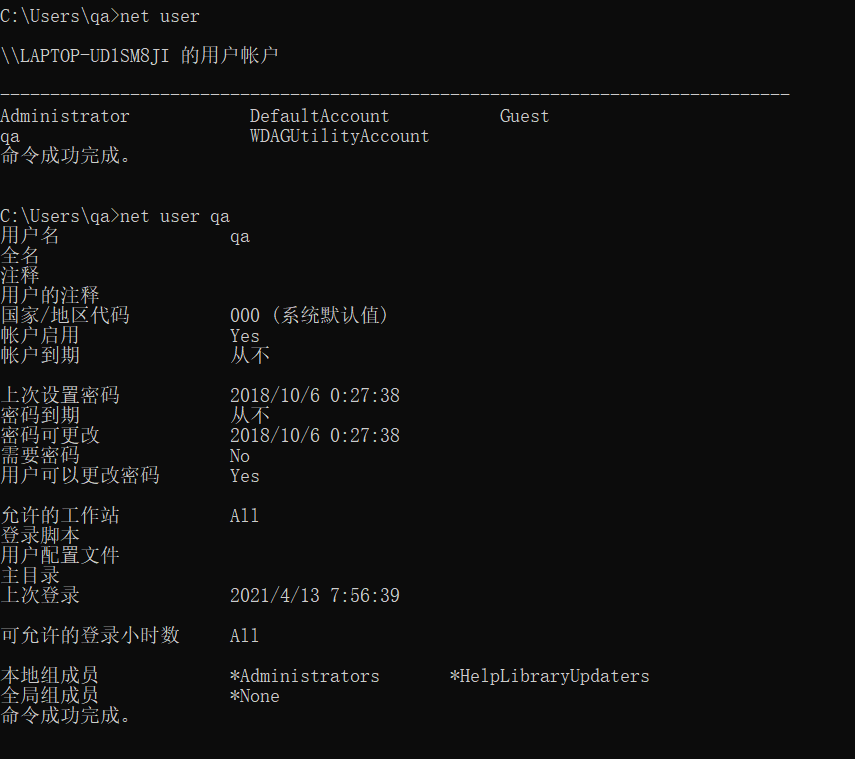 C:\Users\qa>net user
\\LAPTOP-UD1SM8JI 的用户帐户
-------------------------------------------------------------------------------
Administrator            DefaultAccount           Guest
qa                       WDAGUtilityAccount
命令成功完成。
C:\Users\qa>net user qa
用户名                 qa
全名
注释
用户的注释
国家/地区代码          000 (系统默认值)
帐户启用               Yes
帐户到期               从不
上次设置密码           2018/10/6 0:27:38
密码到期               从不
密码可更改             2018/10/6 0:27:38
需要密码               No
用户可以更改密码       Yes
允许的工作站           All
登录脚本
用户配置文件
主目录
上次登录               2021/4/13 7:56:39
可允许的登录小时数     All
本地组成员             *Administrators       *HelpLibraryUpdaters
全局组成员             *None
命令成功完成。